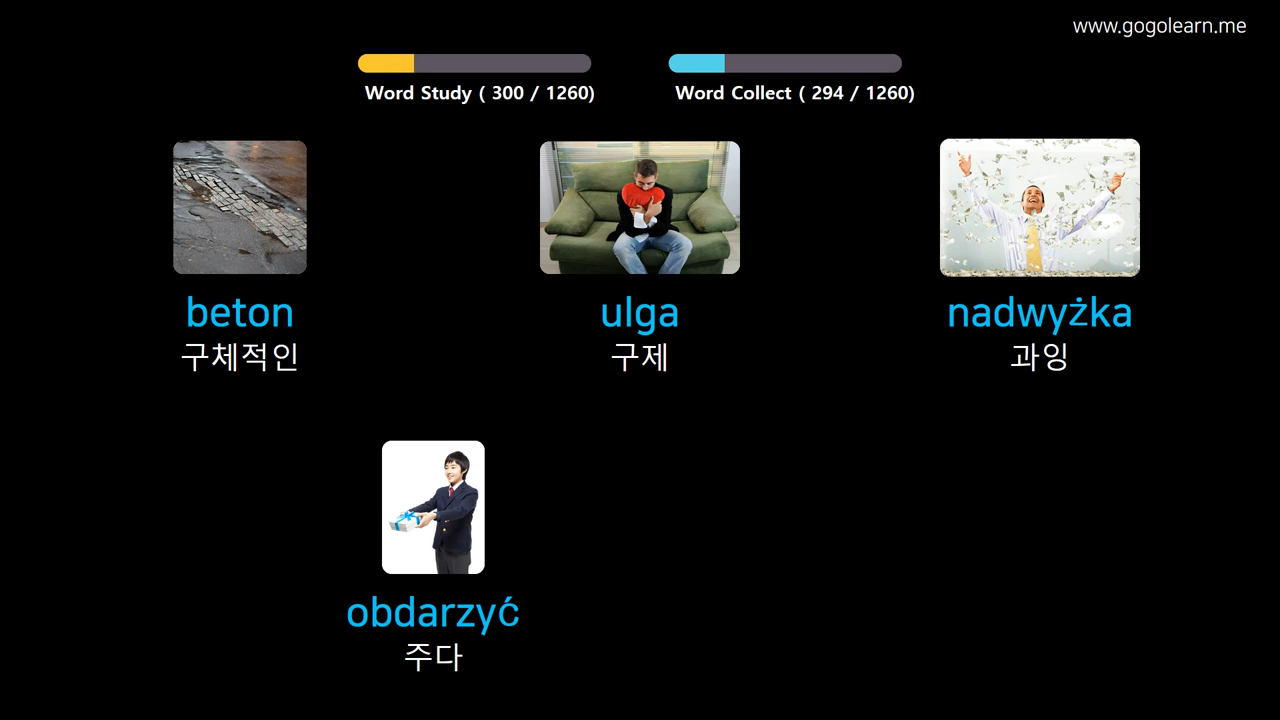 www.gogolearn.me
Word Study ( 300 / 1260)
Word Collect ( 294 / 1260)
beton
구체적인
ulga
구제
nadwyżka
과잉
obdarzyć
주다